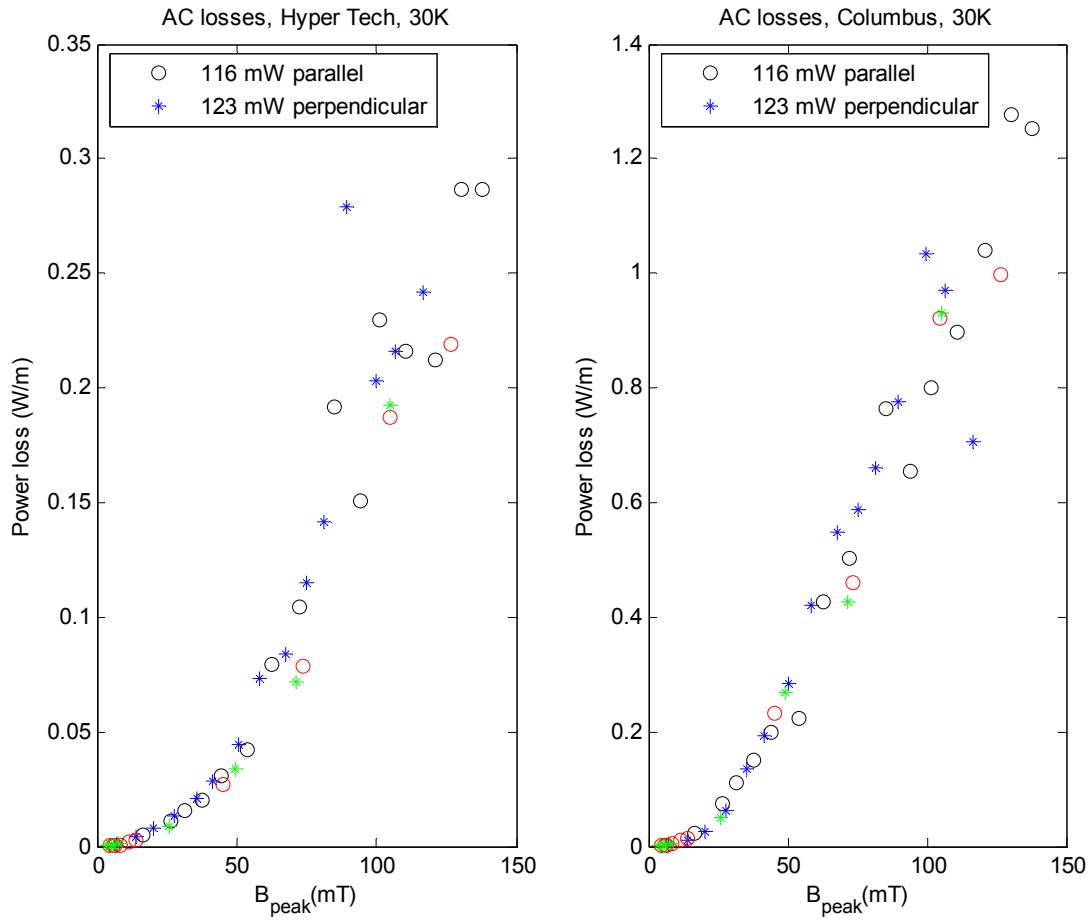 AC losses, Hyper Tech, 30K
0.35
0.3
0.25
0.2
0.15
0.1
0.05
0
Power loss (W/m)
116 mW parallel
123 mW perpendicular
0
50
100
150
B_peak(mT)
AC losses, Columbus, 30K
1.4
1.2
1
0.8
0.6
0.4
0.2
0
Power loss (W/m)
116 mW parallel
123 mW perpendicular
0
50
100
150
B_peak(mT)